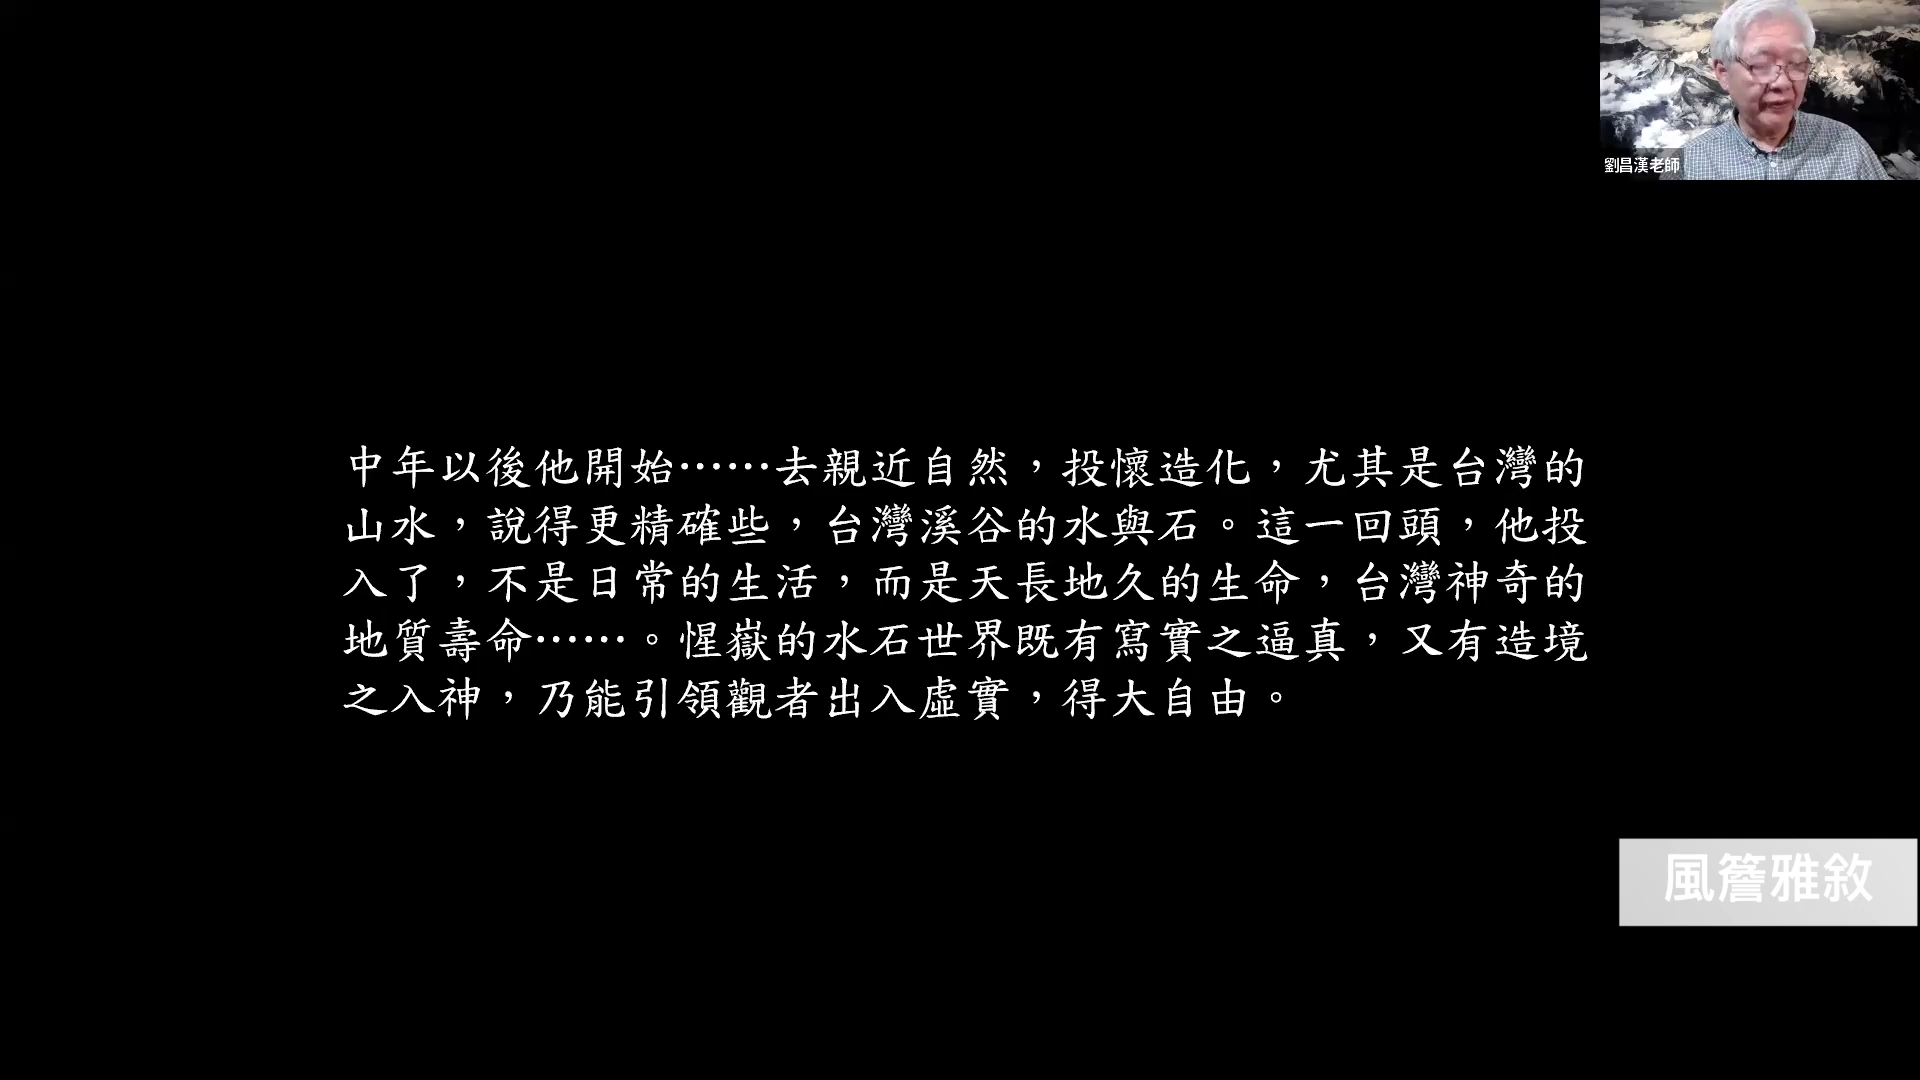 劉昌漢老師
中年以後他開始……去親近自然，投懷造化，尤其是台灣的
山水，說得更精確些，台灣溪谷的水與石。這一回頭，他投
入了，不是日常的生活，而是天長地久的生命，台灣神奇的
地質壽命……。惺嶽的水石世界既有寫實之逼真，又有造境
之入神，乃能引領觀者出入虛實，得大自由。
風簷雅敘